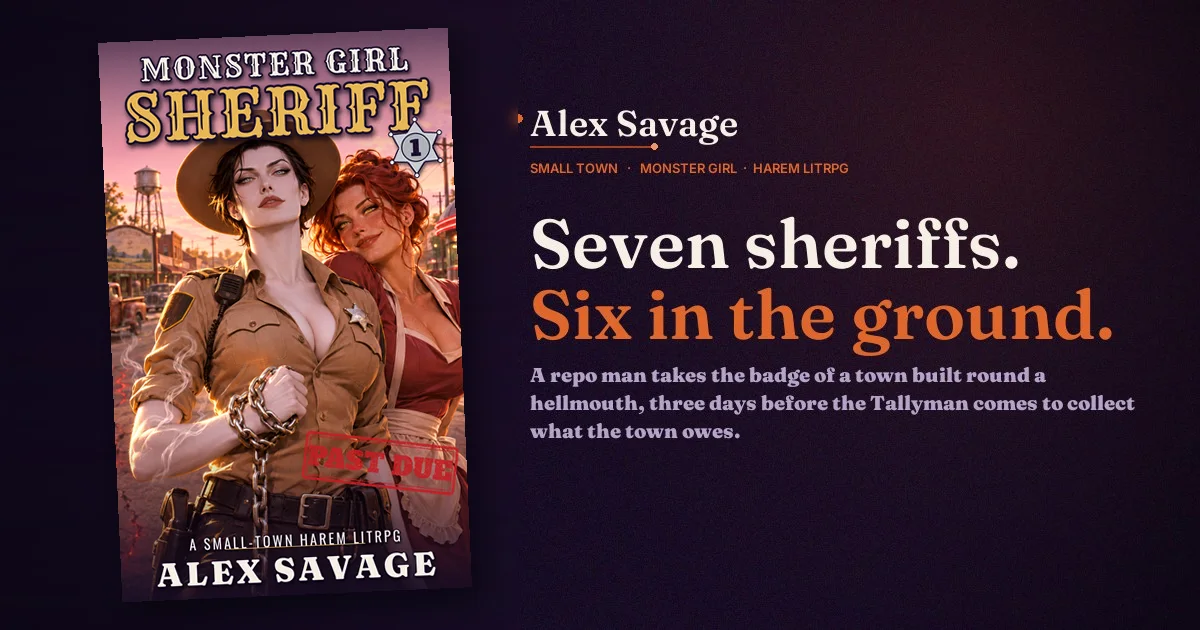 MONSTER GIRL
SHERIFF
1
PAST DUE
A SMALL-TOWN HAREM LITRPG
ALEX SAVAGE
Alex Savage
SMALL TOWN · MONSTER GIRL · HAREM LITRPG
Seven sheriffs.
Six in the ground.
A repo man takes the badge of a town built round a
hellmouth, three days before the Tallyman comes to collect
what the town owes.